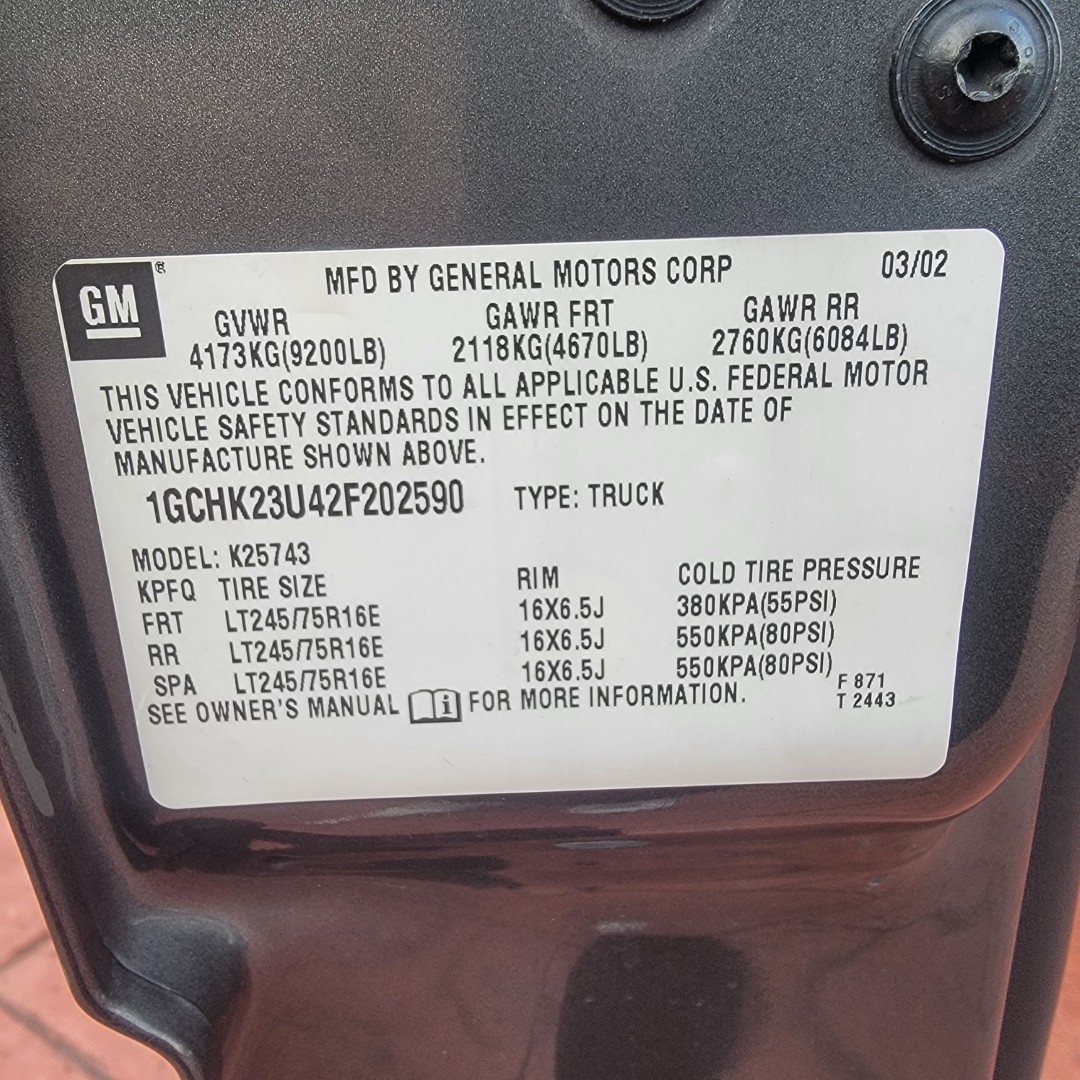 GM ® MFD BY GENERAL MOTORS CORP 03/02
GVWR GAWR FRT GAWR RR
4173KG(9200LB) 2118KG(4670LB) 2760KG(6084LB)
THIS VEHICLE CONFORMS TO ALL APPLICABLE U.S. FEDERAL MOTOR
VEHICLE SAFETY STANDARDS IN EFFECT ON THE DATE OF
MANUFACTURE SHOWN ABOVE.
1GCHK23U42F202590 TYPE: TRUCK
MODEL: K25743
KPFQ TIRE SIZE RIM COLD TIRE PRESSURE
FRT LT245/75R16E 16X6.5J 380KPA(55PSI)
RR LT245/75R16E 16X6.5J 550KPA(80PSI)
SPA LT245/75R16E 16X6.5J 550KPA(80PSI)
SEE OWNER'S MANUAL i FOR MORE INFORMATION.
F 871
T 2443